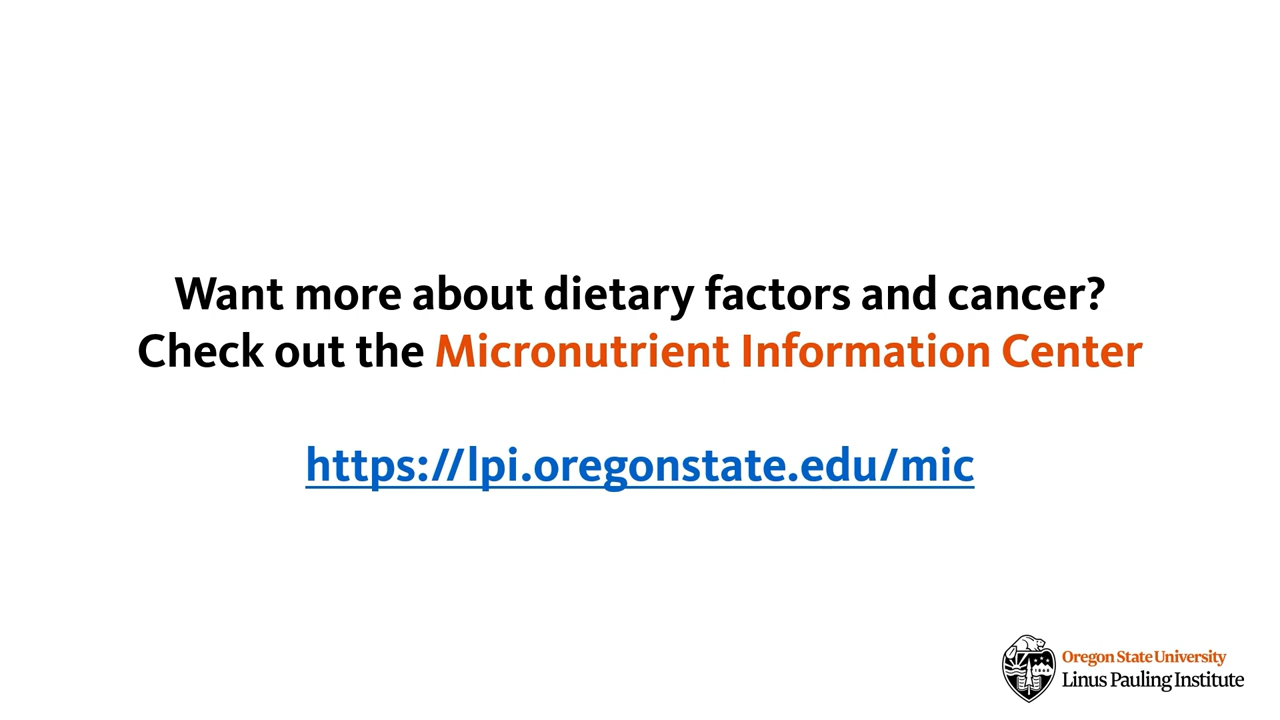 Want more about dietary factors and cancer?
Check out the Micronutrient Information Center
https://lpi.oregonstate.edu/mic
Oregon State University
Linus Pauling Institute